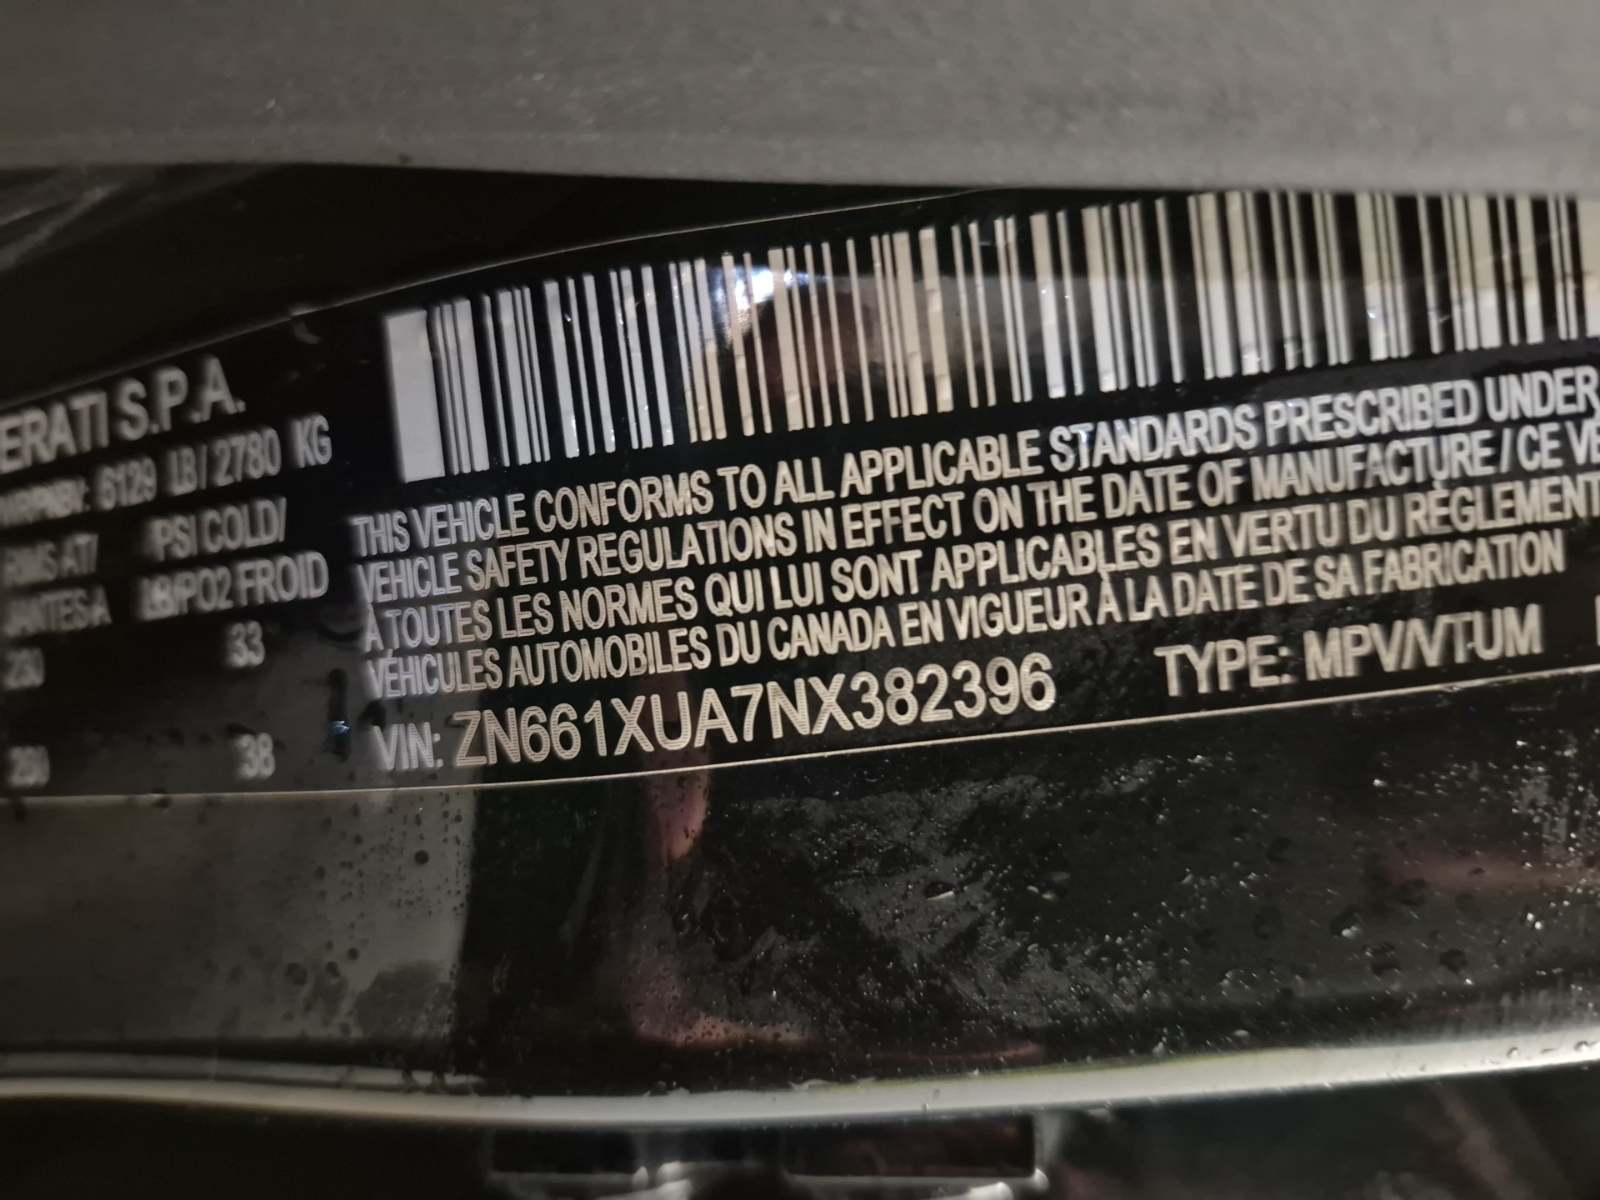 ERATI S.P.A.
6129 LB / 2780 KG
PSI COLD/
FROID
33
38
THIS VEHICLE CONFORMS TO ALL APPLICABLE STANDARDS PRESCRIBED UNDER
VEHICLE SAFETY REGULATIONS IN EFFECT ON THE DATE OF MANUFACTURE / CE VÉ
À TOUTES LES NORMES QUI LUI SONT APPLICABLES EN VERTU DU RÈGLEMENT
VÉHICULES AUTOMOBILES DU CANADA EN VIGUEUR À LA DATE DE SA FABRICATION
VIN: ZN661XUA7NX382396 TYPE: MPV/VTUM